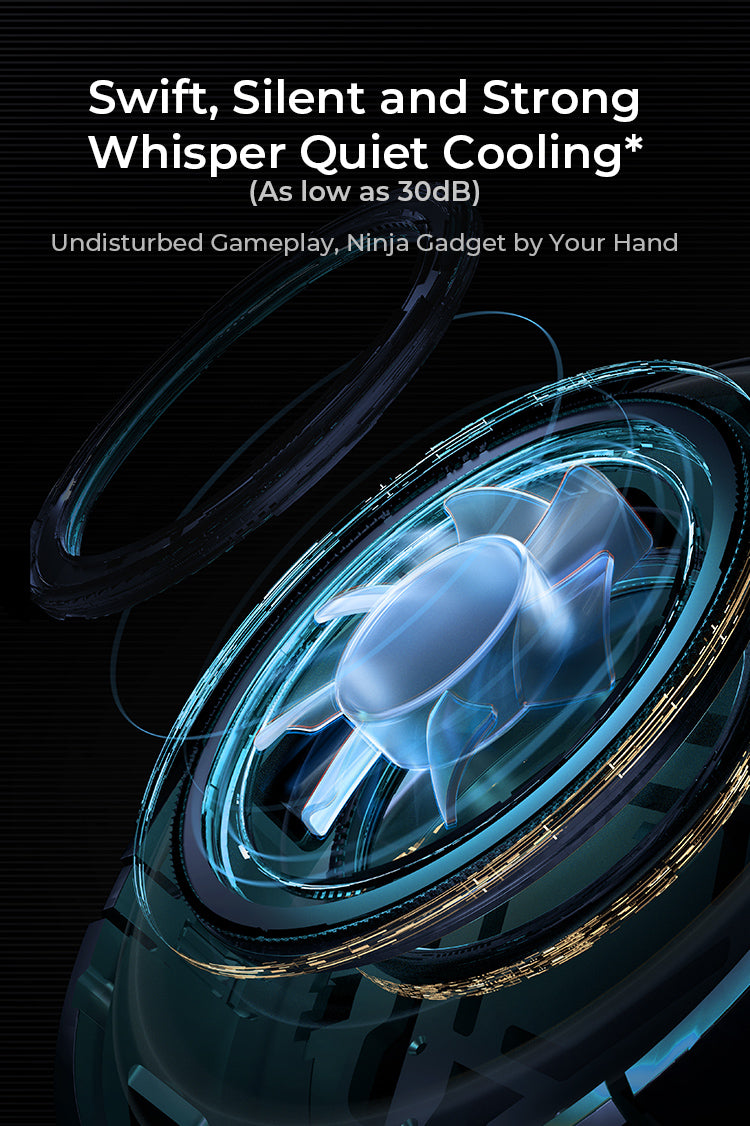 Swift, Silent and Strong
Whisper Quiet Cooling*
(As low as 30dB)
Undisturbed Gameplay, Ninja Gadget by Your Hand